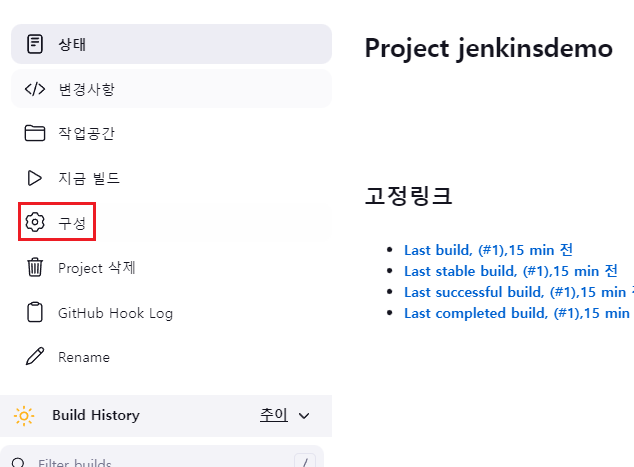 상태
변경사항
작업공간
지금 빌드
구성
Project 삭제
GitHub Hook Log
Rename
Build History 추이
Filter builds /
Project jenkinsdemo
고정링크
Last build, (#1),15 min 전
Last stable build, (#1),15 min 전
Last successful build, (#1),15 min
Last completed build, (#1),15 min